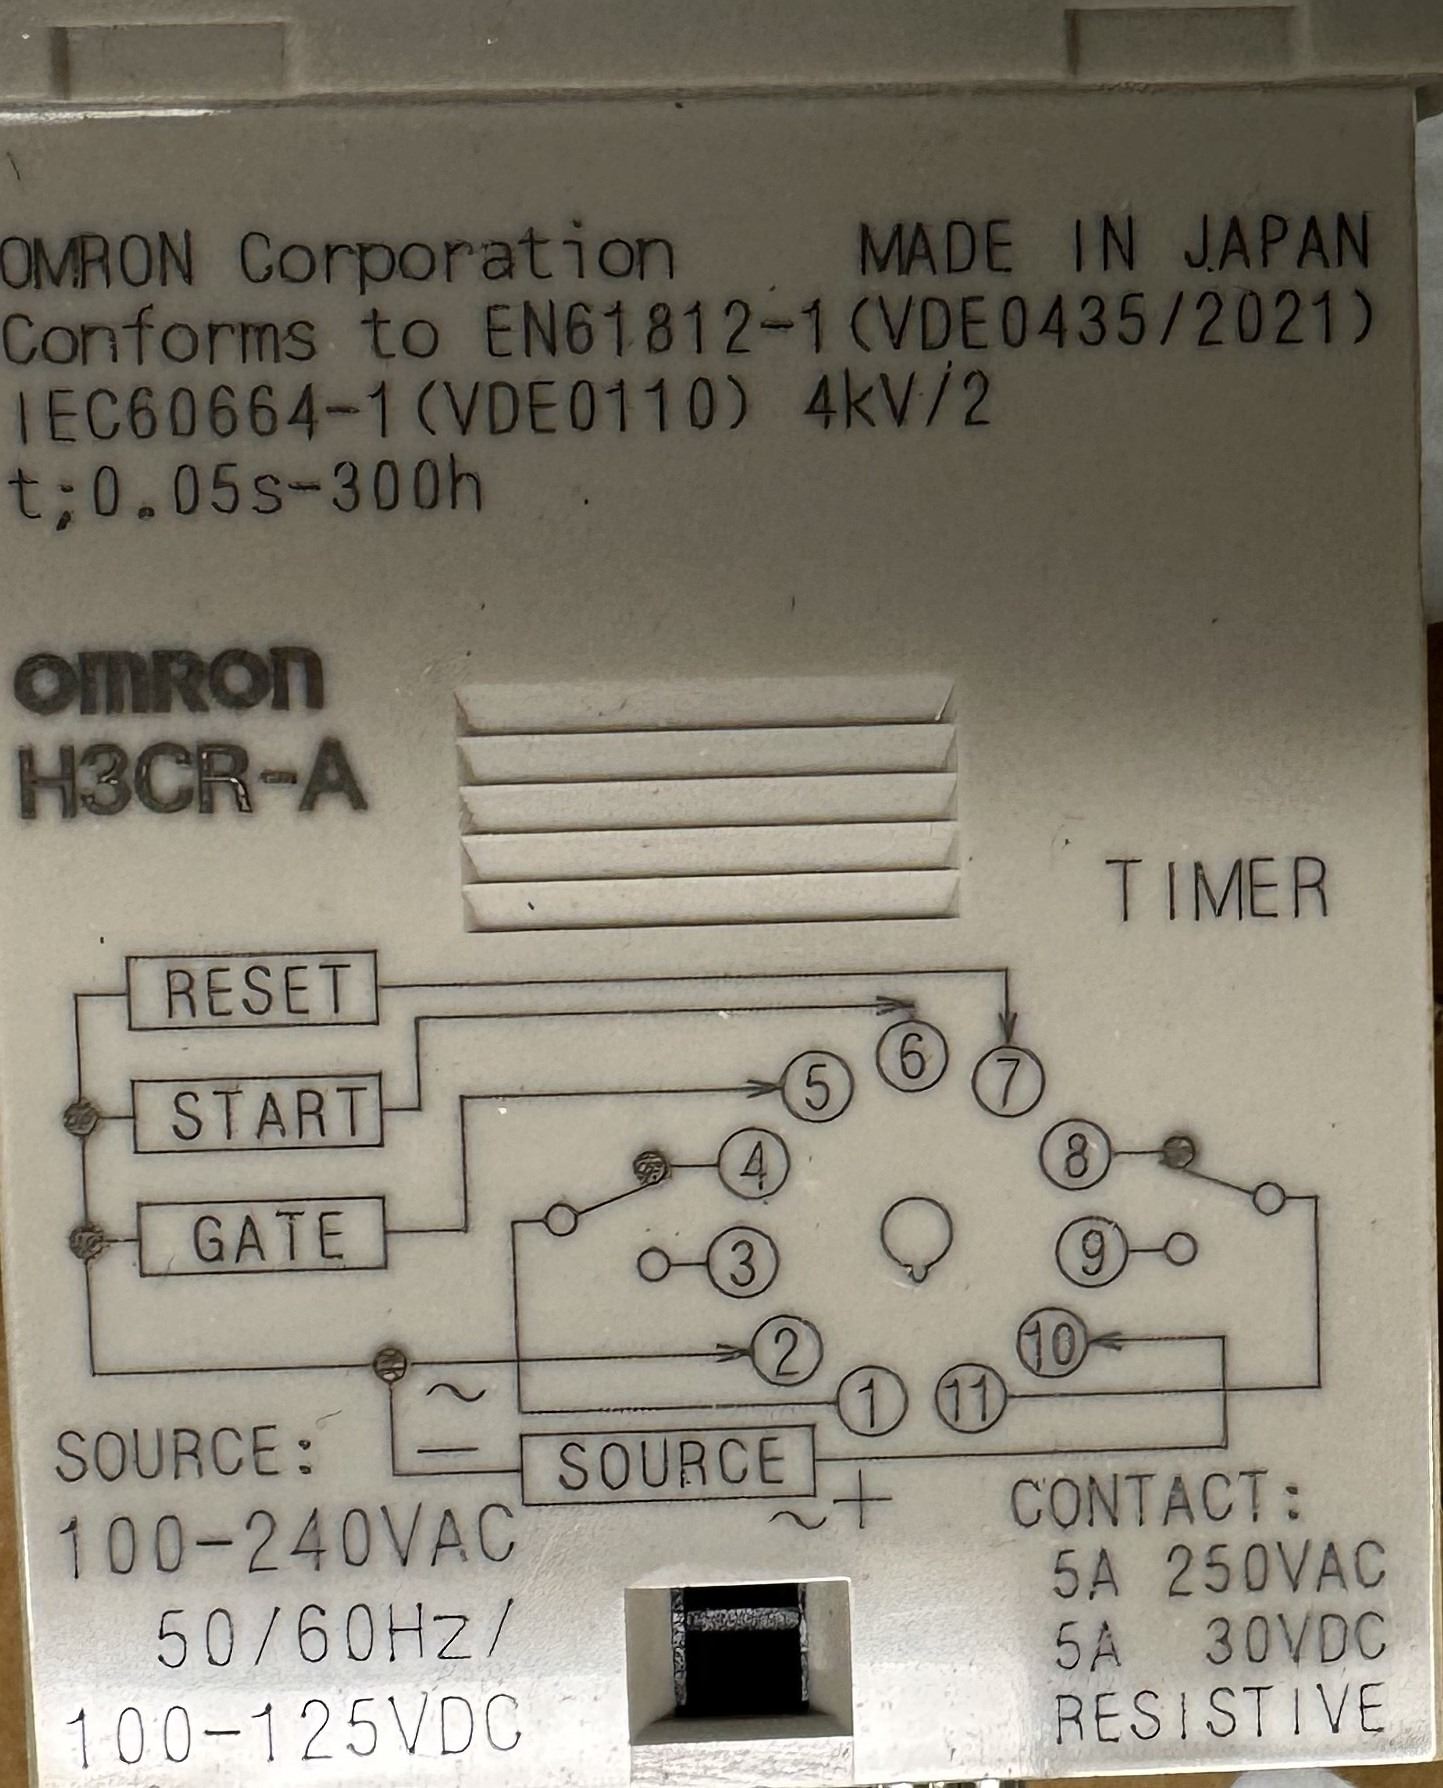 OMRON Corporation MADE IN JAPAN
Conforms to EN61812-1(VDE0435/2021)
IEC60664-1(VDE0110) 4kV/2
t;0.05s-300h
omron
H3CR-A
TIMER
RESET
START
GATE
6
5 7
4 8
3 9
2 10
1 11
~
− SOURCE
~+
SOURCE:
100-240VAC
50/60Hz/
100-125VDC
CONTACT:
5A 250VAC
5A 30VDC
RESISTIVE